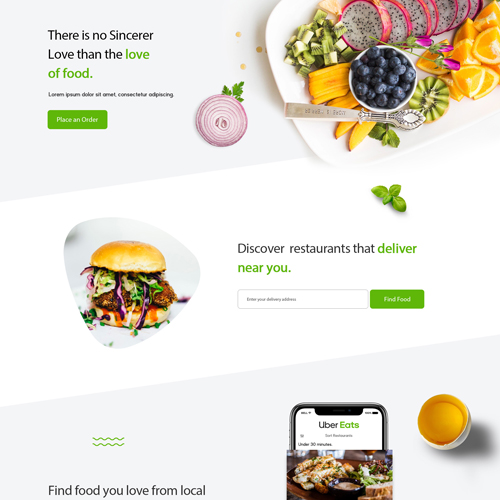 There is no Sincerer
Love than the love
of food.
Lorem ipsum dolor sit amet, consectetur adipiscing.
Place an Order
Discover restaurants that deliver
near you.
Enter your delivery address
Find Food
Uber Eats
Under 30 minutes.
Find food you love from local